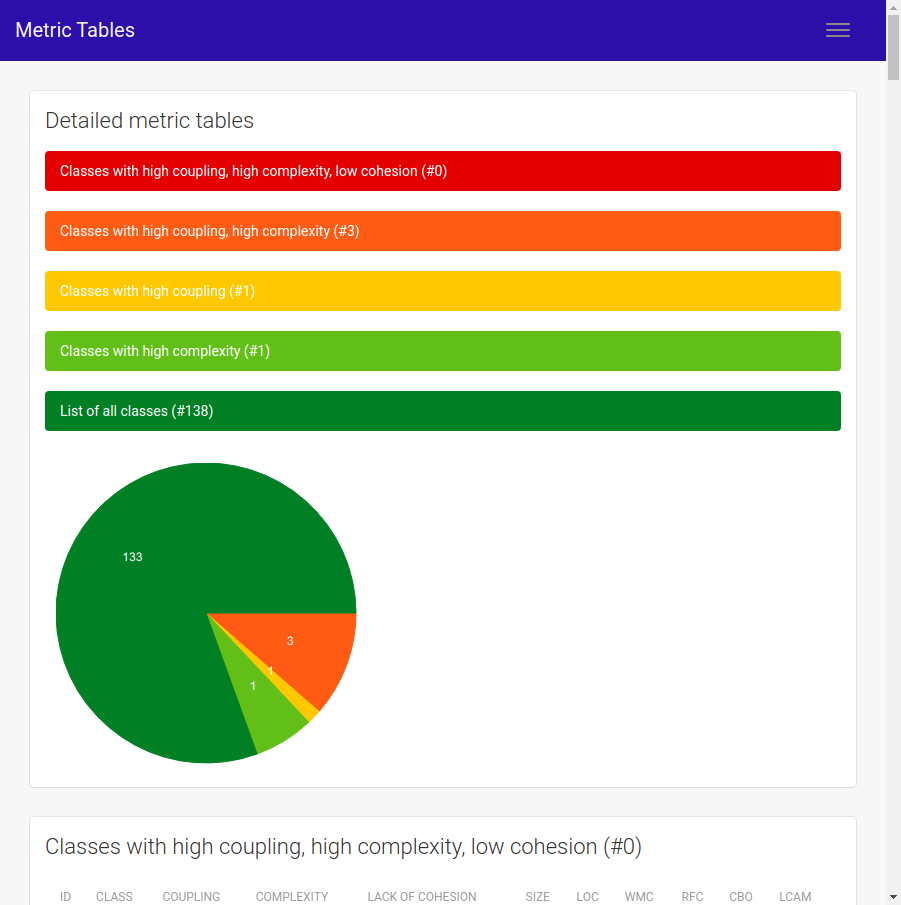 Metric Tables
Detailed metric tables
Classes with high coupling, high complexity, low cohesion (#0)
Classes with high coupling, high complexity (#3)
Classes with high coupling (#1)
Classes with high complexity (#1)
List of all classes (#138)
133
3
1
1
Classes with high coupling, high complexity, low cohesion (#0)
ID CLASS COUPLING COMPLEXITY LACK OF COHESION SIZE LOC WMC RFC CBO LCAM